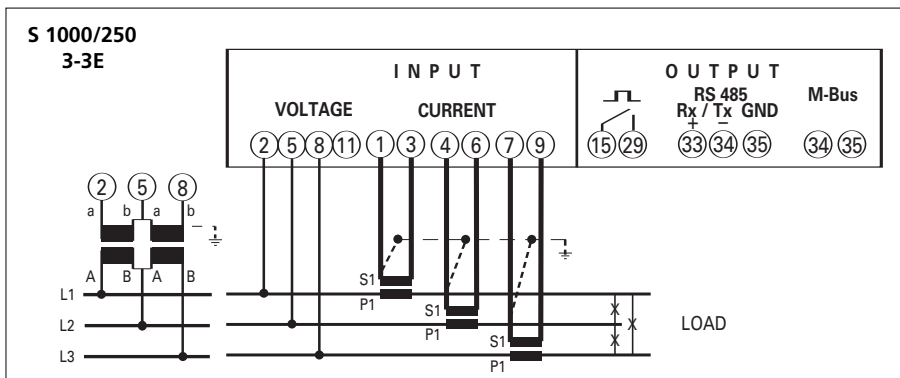 S 1000/250
3-3E
I N P U T
O U T P U T
VOLTAGE
CURRENT
RS 485
Rx / Tx GND
+ −
M-Bus
2 5 8 11 1 3 4 6 7 9
15 29 33 34 35 34 35
2 5 8
a b a b
A B A B
S1
P1
S1
P1
S1
P1
L1
L2
L3
X
X
X
LOAD